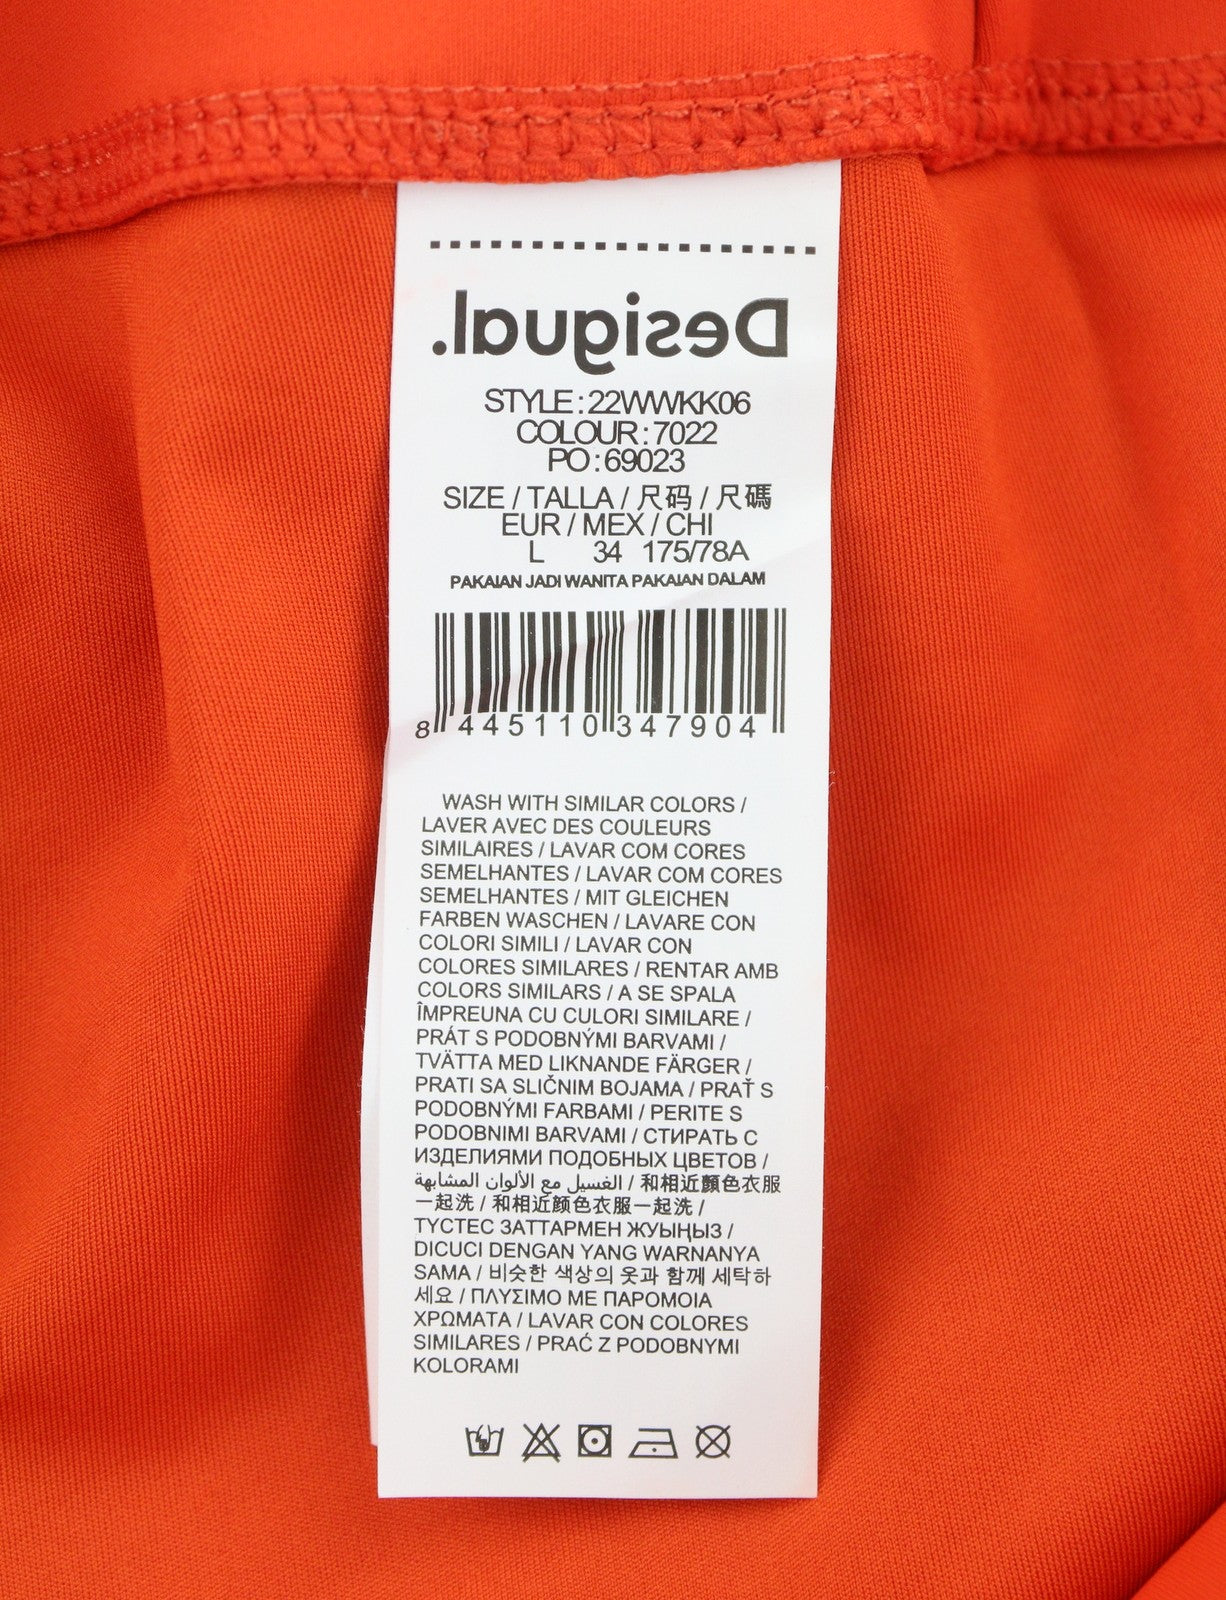 Desigual.
STYLE : 22WWKK06
COLOUR : 7022
PO : 69023
SIZE / TALLA / 尺码 / 尺碼
EUR / MEX / CHI
L 34 175/78A
PAKAIAN JADI WANITA PAKAIAN DALAM
8 445110 347904
WASH WITH SIMILAR COLORS /
LAVER AVEC DES COULEURS
SIMILAIRES / LAVAR COM CORES
SEMELHANTES / LAVAR COM CORES
SEMELHANTES / MIT GLEICHEN
FARBEN WASCHEN / LAVARE CON
COLORI SIMILI / LAVAR CON
COLORES SIMILARES / RENTAR AMB
COLORS SIMILARS / A SE SPALA
ÎMPREUNA CU CULORI SIMILARE /
PRÁT S PODOBNÝMI BARVAMI /
TVÄTTA MED LIKNANDE FÄRGER /
PRATI SA SLIČNIM BOJAMA / PRAŤ S
PODOBNÝMI FARBAMI / PERITE S
PODOBNIMI BARVAMI / СТИРАТЬ С
ИЗДЕЛИЯМИ ПОДОБНЫХ ЦВЕТОВ /
الغسيل مع الألوان المشابهة / 和相近顏色衣服
一起洗 / 和相近颜色衣服一起洗 /
ТҮСТЕС ЗАТТАРМЕН ЖУЫҢЫЗ /
DICUCI DENGAN YANG WARNANYA
SAMA / 비슷한 색상의 옷과 함께 세탁하
세요 / ΠΛΥΣΙΜΟ ΜΕ ΠΑΡΟΜΟΙΑ
ΧΡΩΜΑΤΑ / LAVAR CON COLORES
SIMILARES / PRAĆ Z PODOBNYMI
KOLORAMI